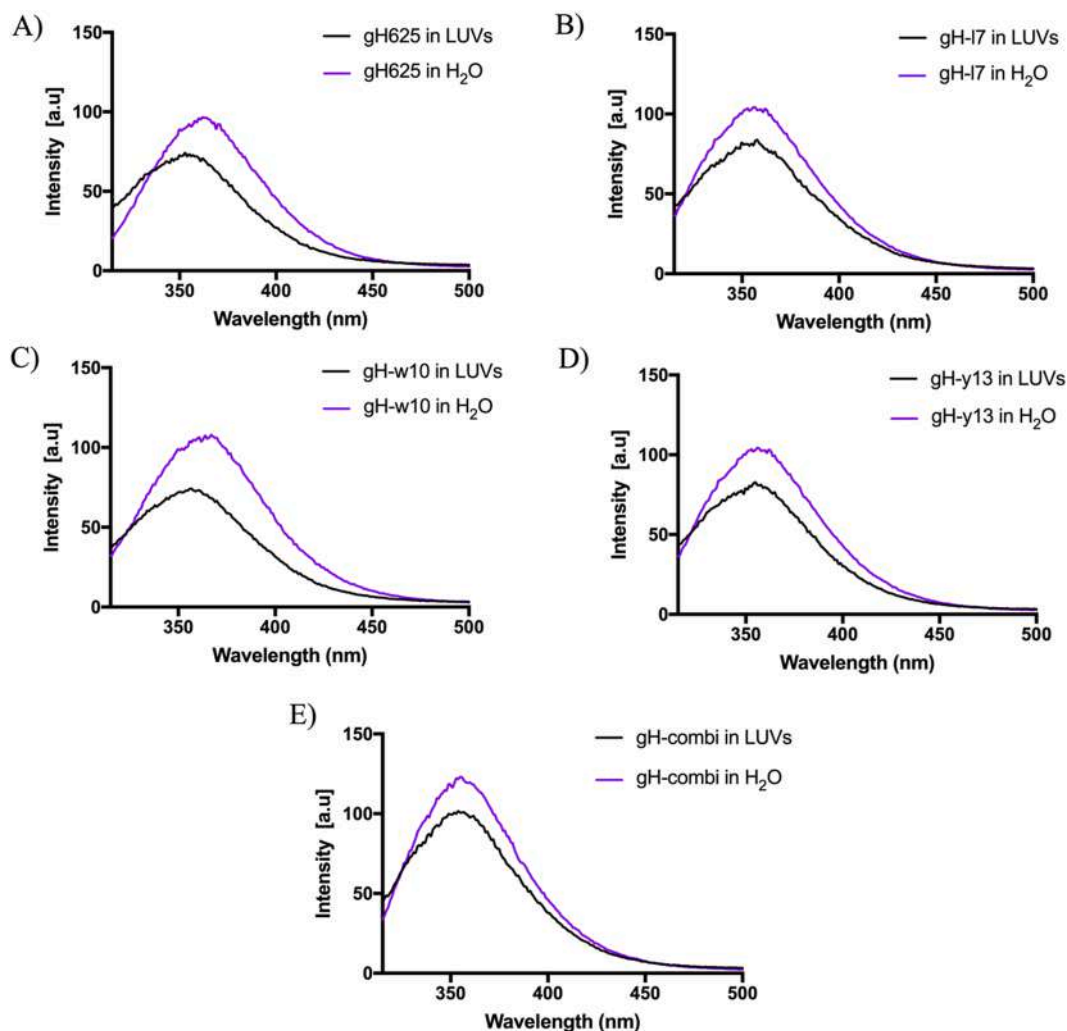 A)
gH625 in LUVs
gH625 in H₂O
150
100
50
0
350
400
450
500
Intensity [a.u]
Wavelength (nm)
B)
gH-l7 in LUVs
gH-l7 in H₂O
150
100
50
0
350
400
450
500
Intensity [a.u]
Wavelength (nm)
C)
gH-w10 in LUVs
gH-w10 in H₂O
150
100
50
0
350
400
450
500
Intensity [a.u]
Wavelength (nm)
D)
gH-y13 in LUVs
gH-y13 in H₂O
150
100
50
0
350
400
450
500
Intensity [a.u]
Wavelength (nm)
E)
gH-combi in LUVs
gH-combi in H₂O
150
100
50
0
350
400
450
500
Intensity [a.u]
Wavelength (nm)